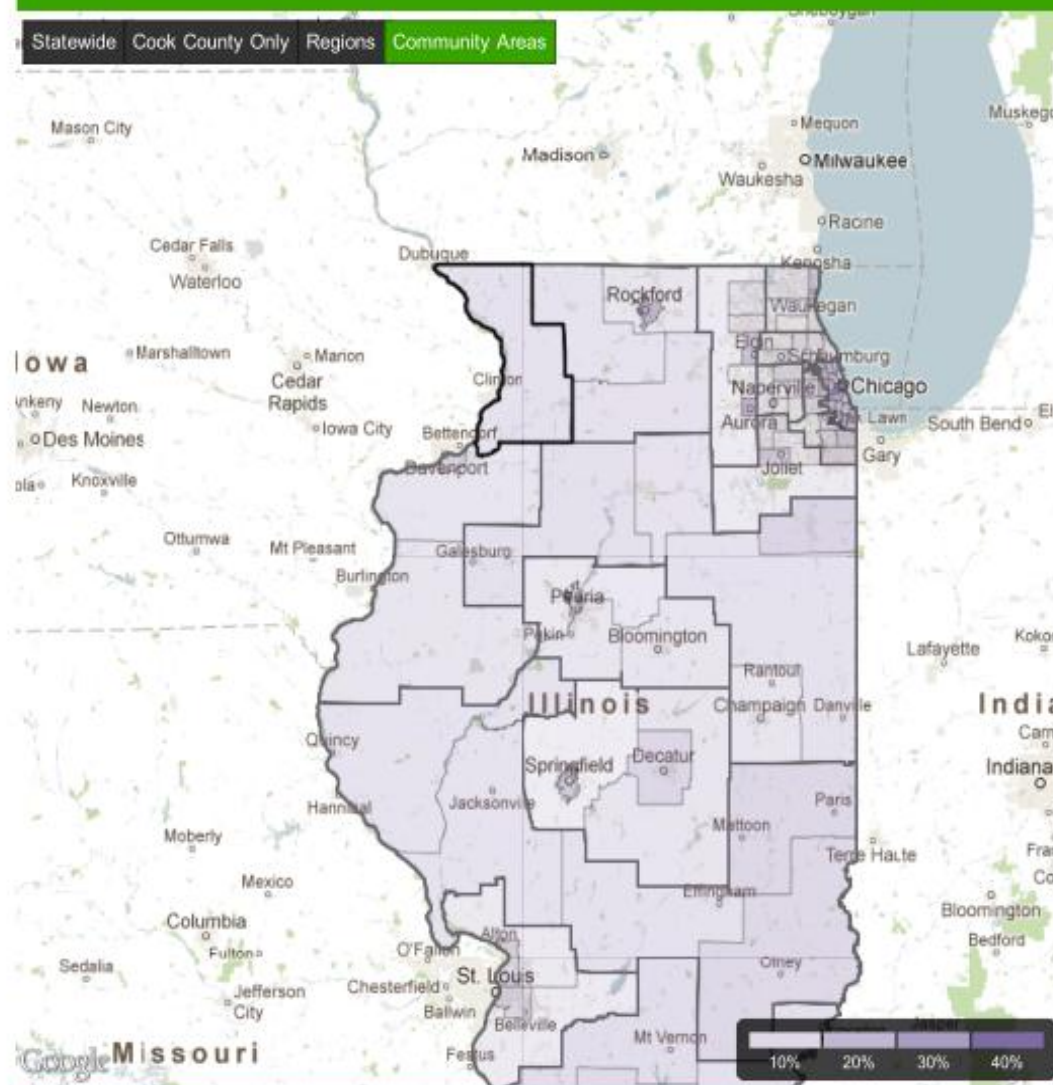 Statewide Cook County Only Regions Community Areas
Mason City
Madison
Mequon
Milwaukee
Waukesha
Racine
Kenosha
Cedar Falls
Waterloo
Dubuque
Rockford
Waukegan
Iowa
Marshalltown
Marion
Cedar
Rapids
Clinton
Elgin
Schaumburg
Naperville
Chicago
Newton
Des Moines
Iowa City
Bettendorf
Davenport
Aurora
Lawn
South Bend
Joliet
Gary
Knoxville
Ottumwa
Mt Pleasant
Burlington
Galesburg
Peoria
Pekin
Bloomington
Lafayette
Rantoul
Illinois
Champaign
Danville
Quincy
Springfield
Decatur
Hannibal
Jacksonville
Paris
Mattoon
Moberly
Terre Haute
Mexico
Effingham
Columbia
Bloomington
Bedford
Fulton
O'Fallon
Alton
Sedalia
Chesterfield
St. Louis
Olney
Jefferson
City
Ballwin
Belleville
Mt Vernon
Jasper
Google
Missouri
Festus
10% 20% 30% 40%